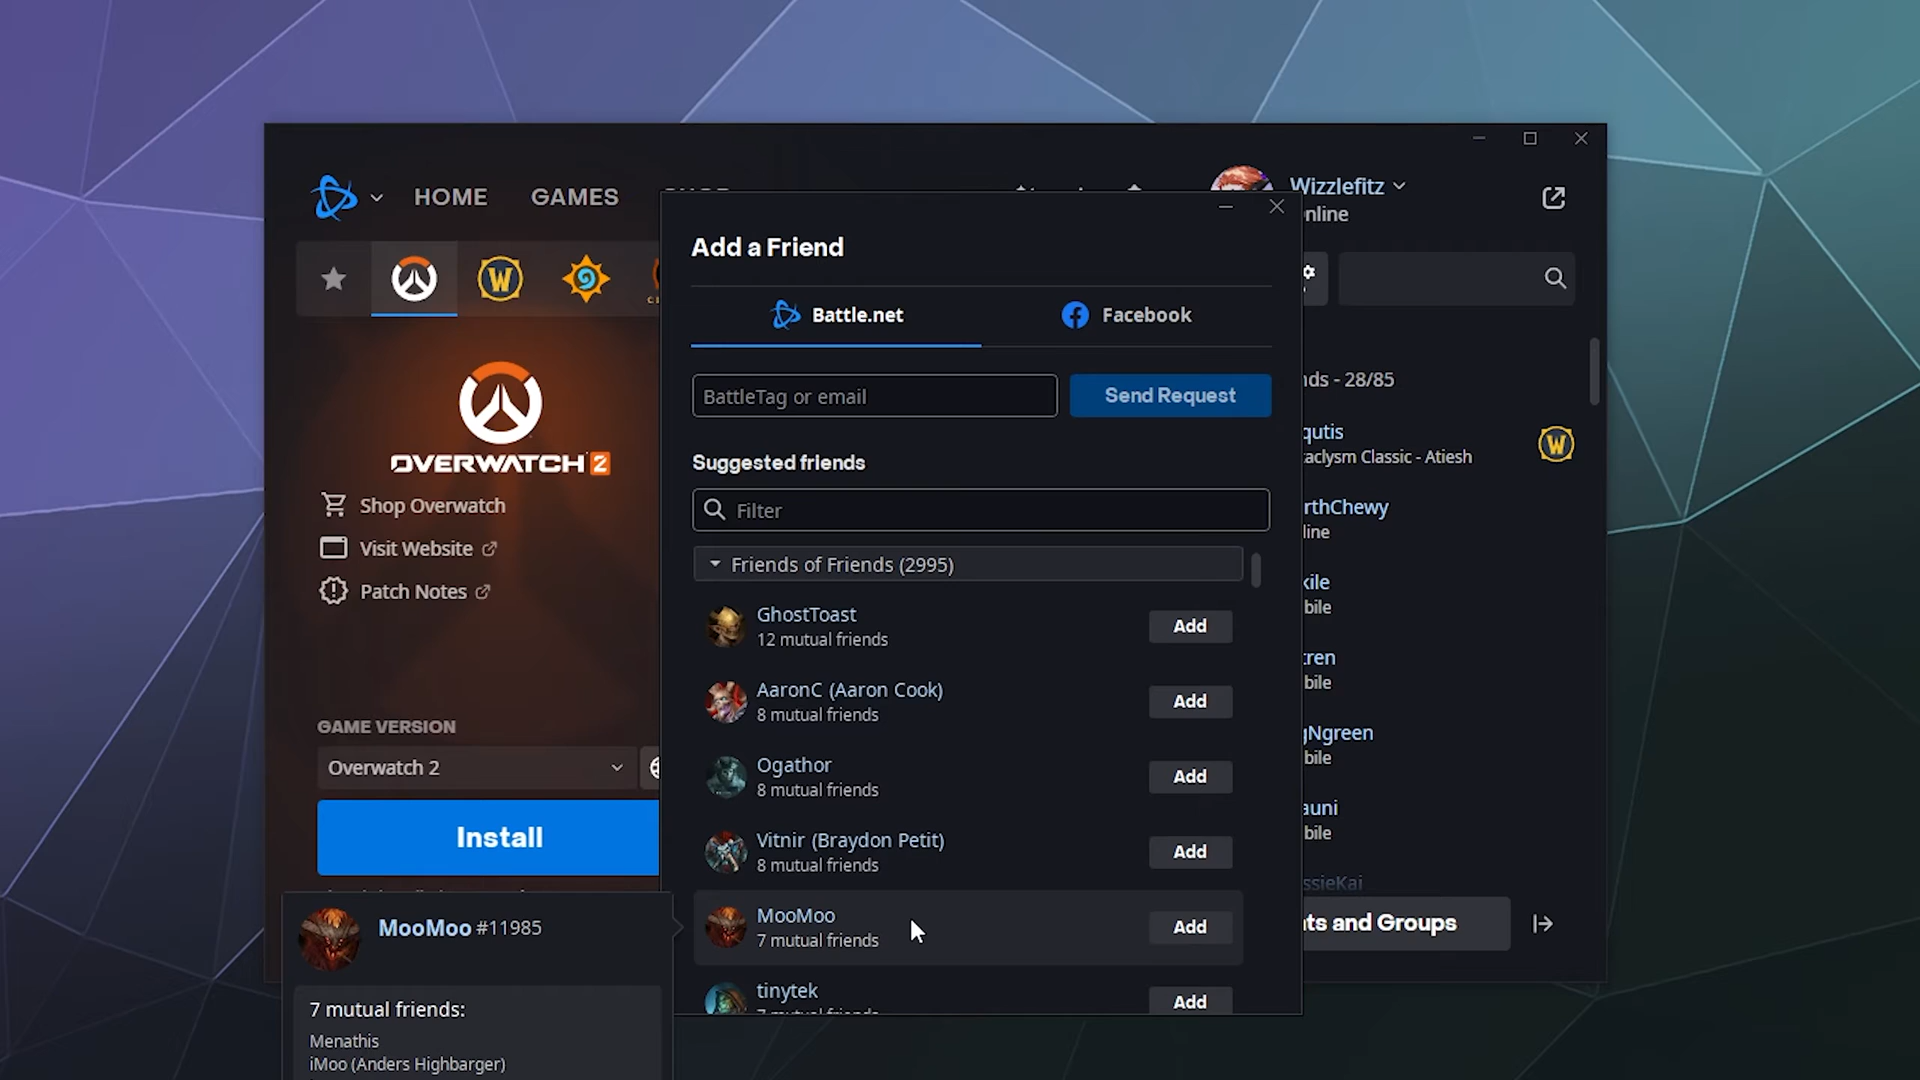 HOME
GAMES
Wizzlefitz
nline
Add a Friend
Battle.net
Facebook
BattleTag or email
Send Request
Suggested friends
Filter
Friends of Friends (2995)
GhostToast
12 mutual friends
Add
AaronC (Aaron Cook)
8 mutual friends
Add
Ogathor
8 mutual friends
Add
Vitnir (Braydon Petit)
8 mutual friends
Add
MooMoo
7 mutual friends
Add
tinytek
Add
OVERWATCH 2
Shop Overwatch
Visit Website
Patch Notes
GAME VERSION
Overwatch 2
Install
MooMoo #11985
7 mutual friends:
Menathis
iMoo (Anders Highbarger)
nds - 28/85
qutis
taclysm Classic - Atiesh
rthChewy
line
kile
bile
tren
bile
gNgreen
bile
auni
bile
ssieKai
ts and Groups